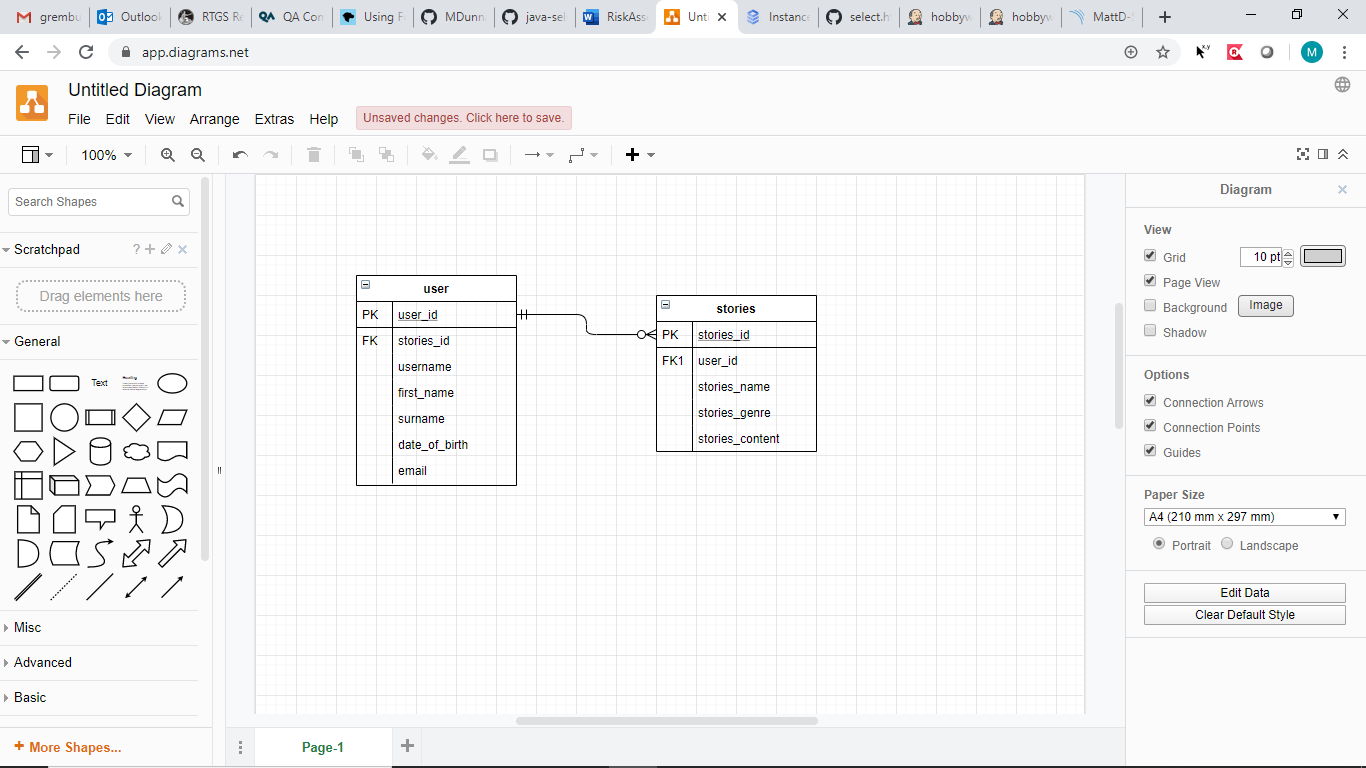 grembu
Outlook
RTGS Re
QA Con
Using F
MDunn
java-sel
RiskAss
Unti
Instance
select.h
hobbyw
hobbyw
MattD-
app.diagrams.net
M
Untitled Diagram
File Edit View Arrange Extras Help
Unsaved changes. Click here to save.
100%
Search Shapes
Scratchpad
?
Drag elements here
General
Text
Heading
Misc
Advanced
Basic
+ More Shapes...
user
PK user_id
FK stories_id
username
first_name
surname
date_of_birth
email
stories
PK stories_id
FK1 user_id
stories_name
stories_genre
stories_content
Page-1
Diagram
View
Grid 10 pt
Page View
Background Image
Shadow
Options
Connection Arrows
Connection Points
Guides
Paper Size
A4 (210 mm x 297 mm)
Portrait Landscape
Edit Data
Clear Default Style